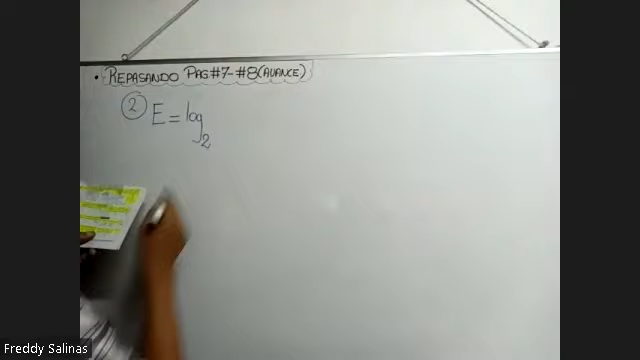 • REPASANDO PAG#7-#8(AVANCE)
② E = log₂
Freddy Salinas